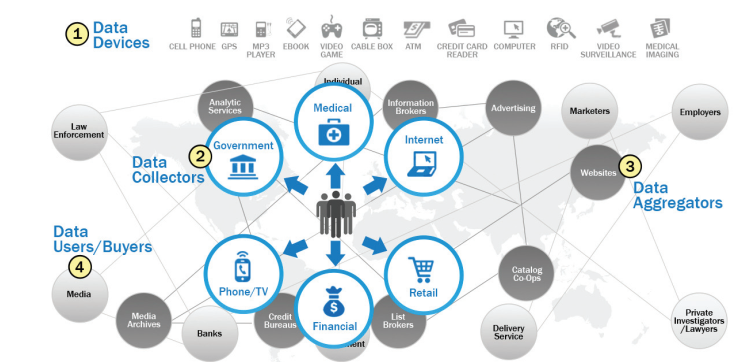 1 Data
Devices
CELL PHONE GPS MP3
PLAYER EBOOK VIDEO
GAME CABLE BOX ATM CREDIT CARD
READER COMPUTER RFID VIDEO
SURVEILLANCE MEDICAL
IMAGING
Individual
Analytic
Services
Medical
Information
Brokers
Advertising
Marketers
Employers
Law
Enforcement
Government
Internet
2
Data
Collectors
Websites
3
Data
Aggregators
Data
Users/Buyers
4
Media
Phone/TV
Retail
Catalog
Co-Ops
Media
Archives
Banks
Credit
Bureaus
Financial
List
Brokers
Delivery
Service
Private
Investigators
/Lawyers